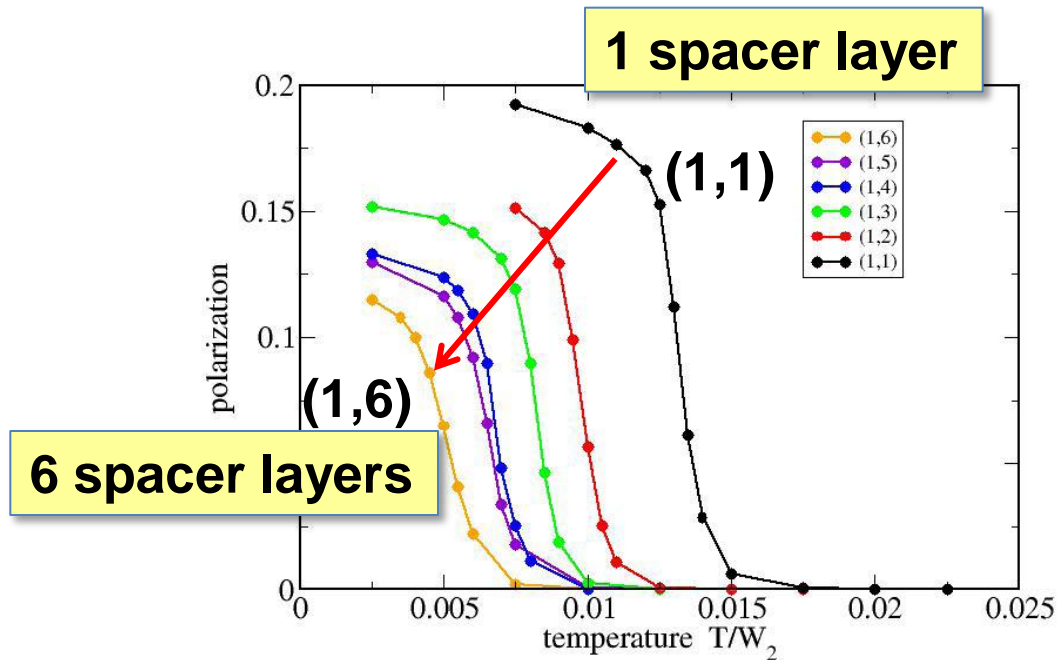 1 spacer layer
0.2
(1,6)
(1,5)
(1,4)
(1,3)
(1,2)
(1,1)
(1,1)
0.15
polarization
0.1
(1,6)
6 spacer layers
0
0 0.005 0.01 0.015 0.02 0.025
temperature T/W₂